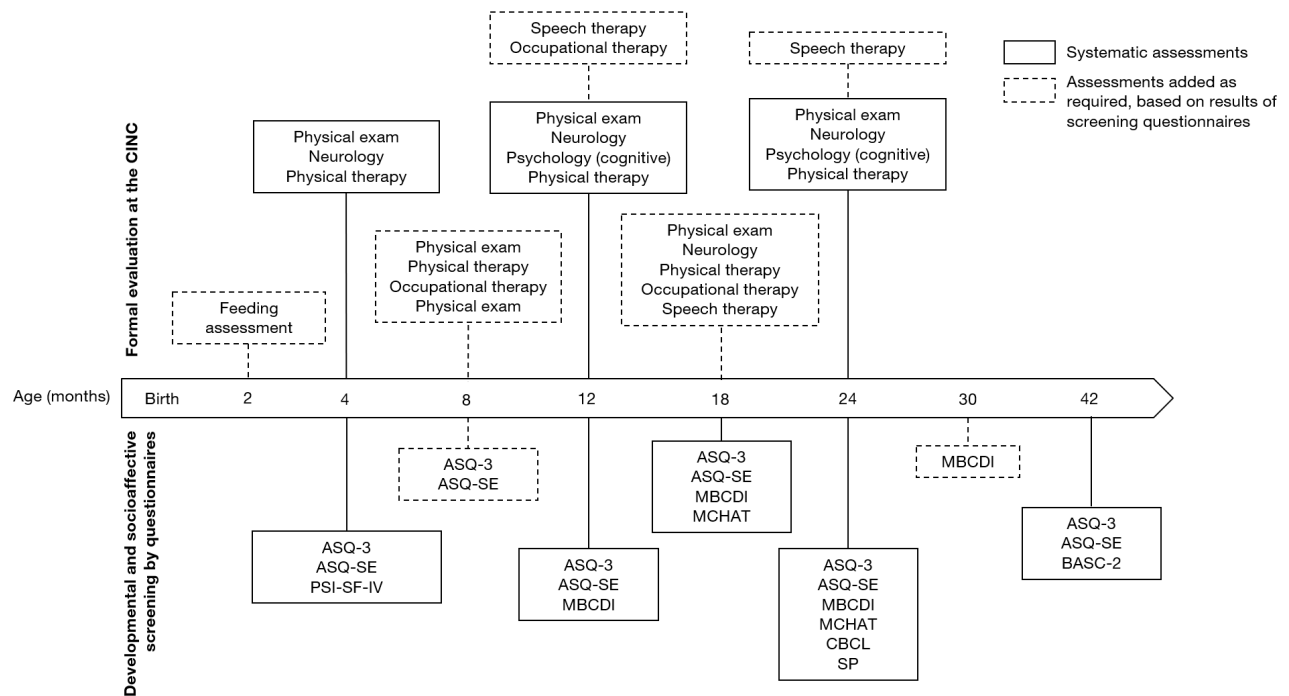 Speech therapy
Occupational therapy
Speech therapy
Systematic assessments
Assessments added as
required, based on results of
screening questionnaires
Formal evaluation at the CINC
Physical exam
Neurology
Physical therapy
Physical exam
Neurology
Psychology (cognitive)
Physical therapy
Physical exam
Neurology
Psychology (cognitive)
Physical therapy
Feeding
assessment
Physical exam
Physical therapy
Occupational therapy
Physical exam
Physical exam
Neurology
Physical therapy
Occupational therapy
Speech therapy
Age (months) Birth 2 4 8 12 18 24 30 42
Developmental and socioaffective
screening by questionnaires
ASQ-3
ASQ-SE
PSI-SF-IV
ASQ-3
ASQ-SE
ASQ-3
ASQ-SE
MBCDI
ASQ-3
ASQ-SE
MBCDI
MCHAT
ASQ-3
ASQ-SE
MBCDI
MCHAT
CBCL
SP
MBCDI
ASQ-3
ASQ-SE
BASC-2